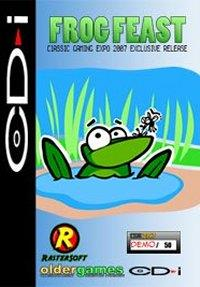 CD-i
FROG FEAST
CLASSIC GAMING EXPO 2007 EXCLUSIVE RELEASE
R
RASTERSOFT
DEMO/ 50
oldergames
CD-i